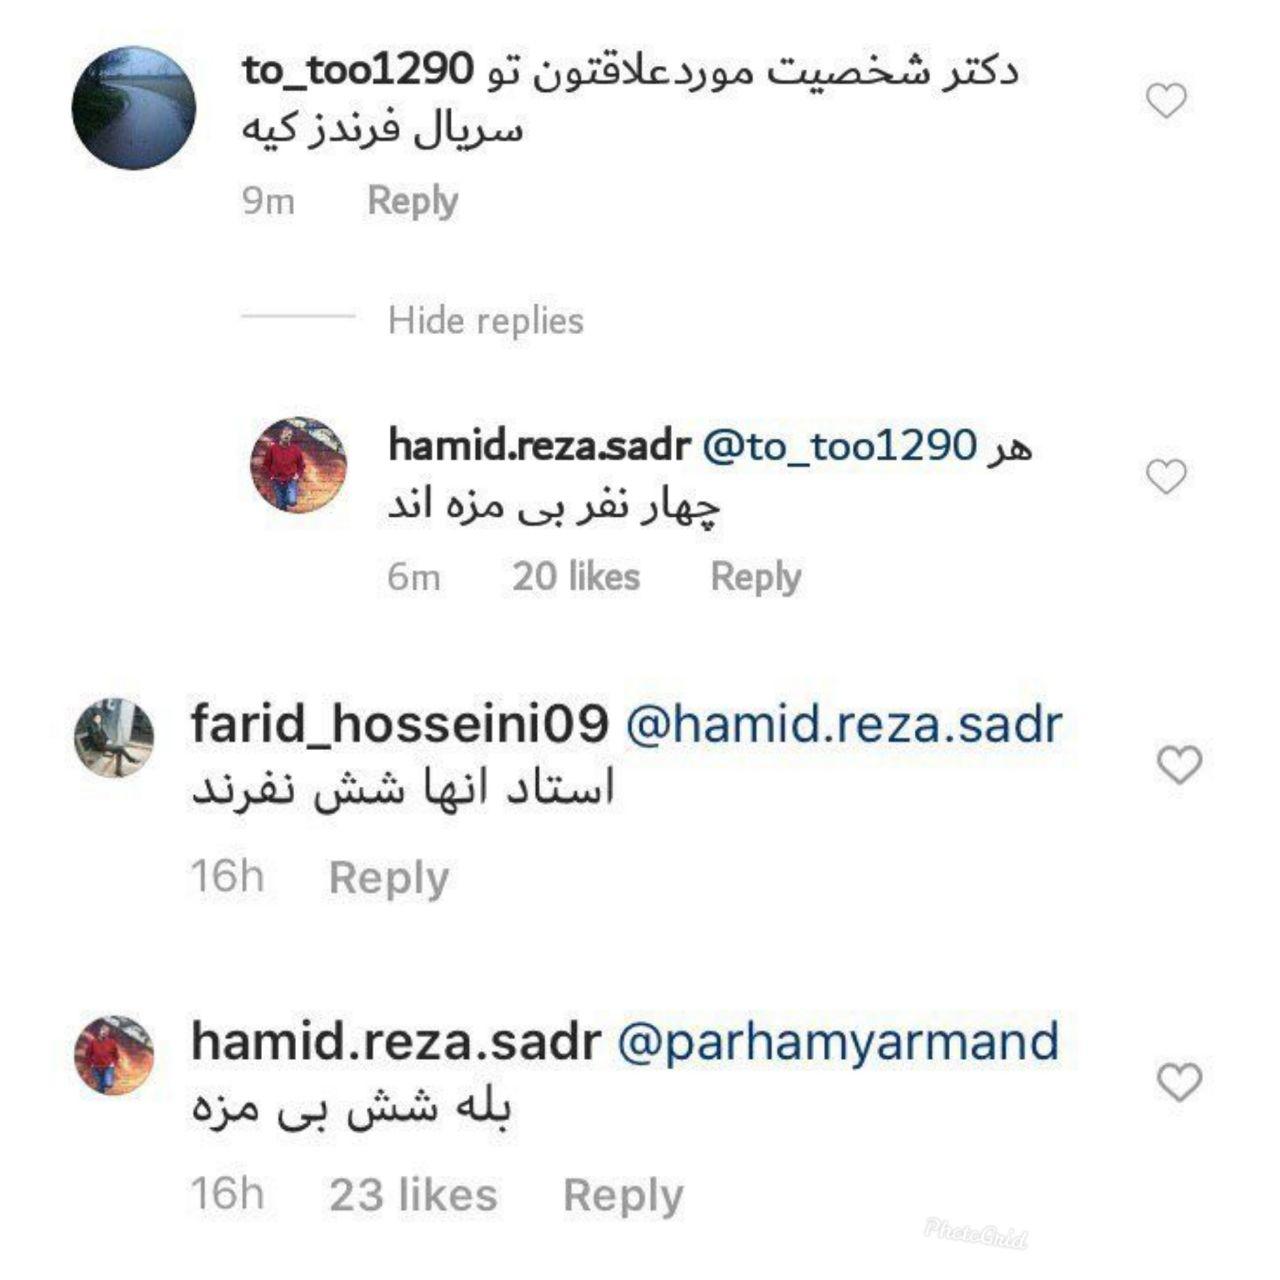 to_too1290 دکتر شخصیت موردعلاقتون تو
سریال فرندز کیه
9m Reply
Hide replies
hamid.reza.sadr @to_too1290 هر
چهار نفر بی مزه اند
6m 20 likes Reply
farid_hosseini09 @hamid.reza.sadr
استاد انها شش نفرند
16h Reply
hamid.reza.sadr @parhamyarmand
بله شش بی مزه
16h 23 likes Reply
PhotoGrid